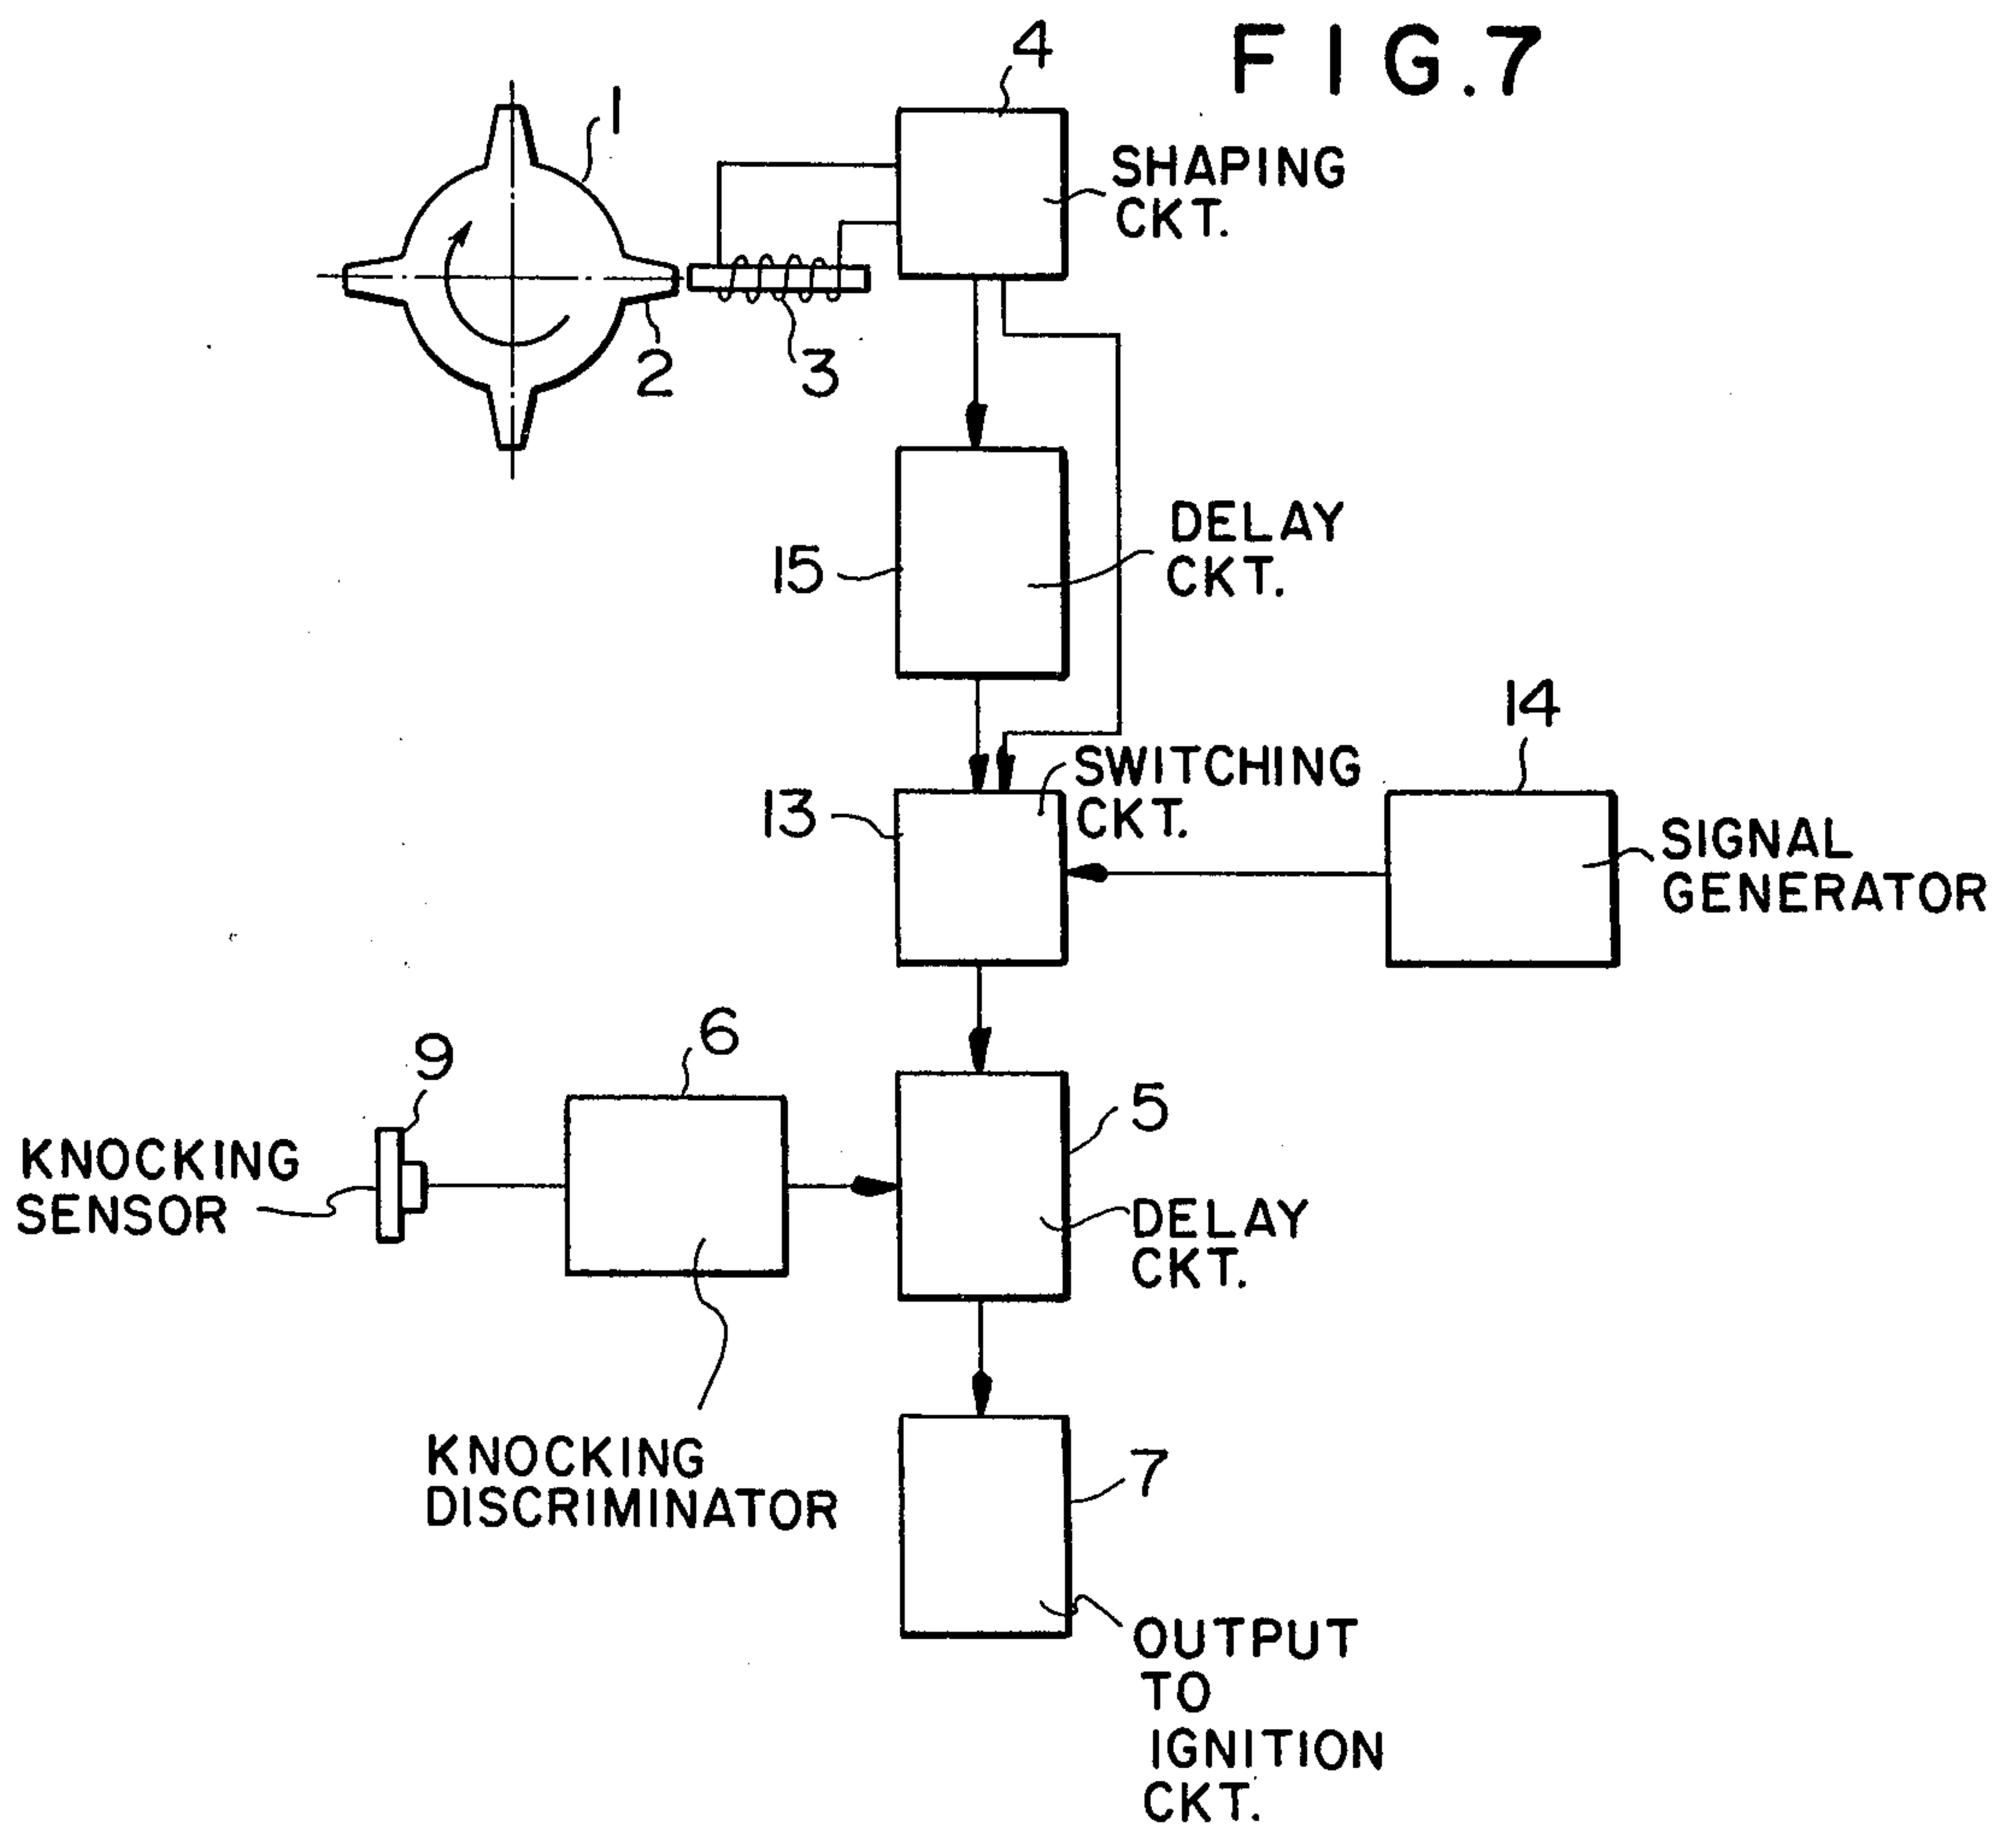 FIG.7
4
1
SHAPING
CKT.
2
3
DELAY
CKT.
15
14
SWITCHING
CKT.
13
SIGNAL
GENERATOR
6
9
5
KNOCKING
SENSOR
DELAY
CKT.
KNOCKING
DISCRIMINATOR
7
OUTPUT
TO
IGNITION
CKT.